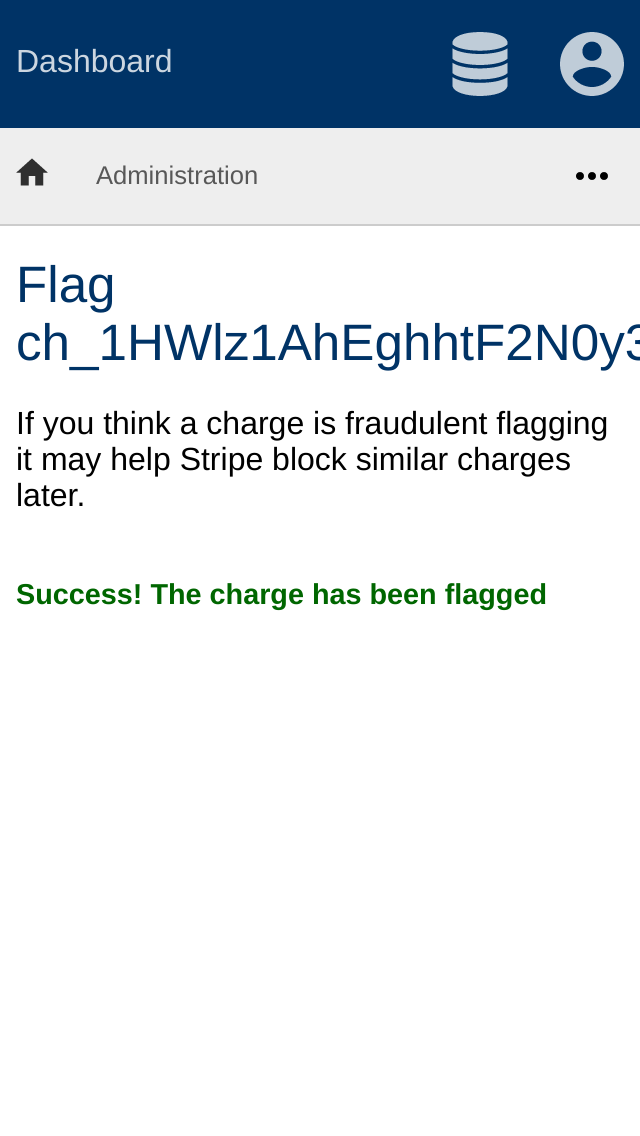 Dashboard
Administration
Flag
ch_1HWlz1AhEghhtF2N0y3
If you think a charge is fraudulent flagging
it may help Stripe block similar charges
later.
Success! The charge has been flagged